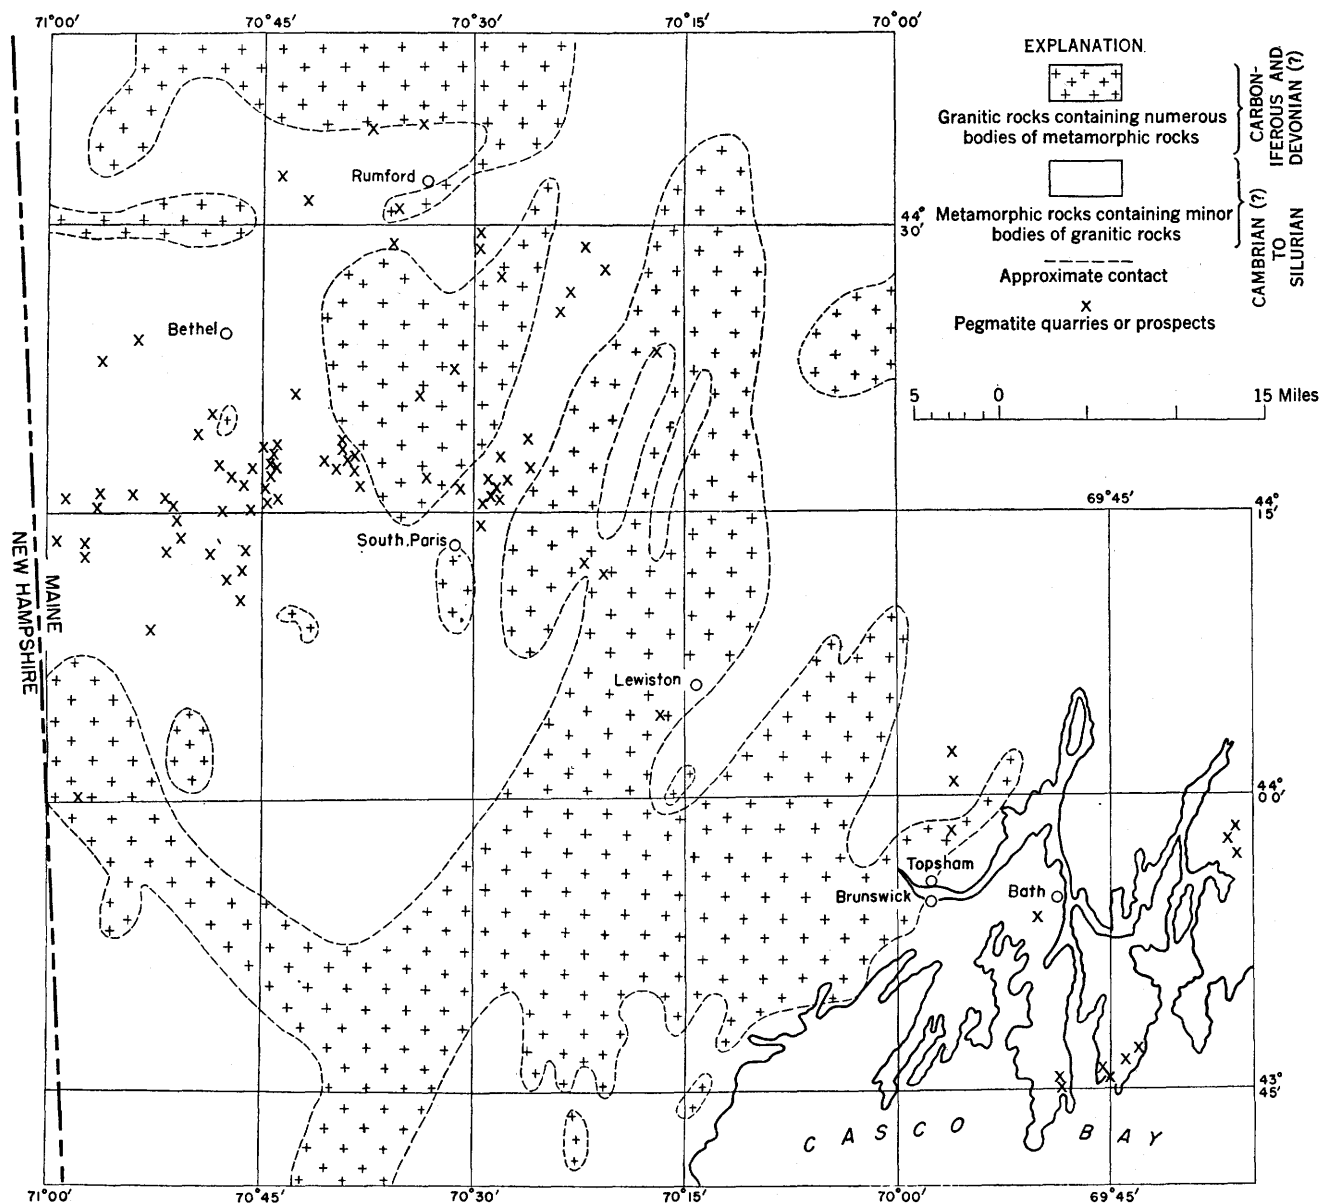 71°00′ 70°45′ 70°30′ 70°15′ 70°00′
EXPLANATION
Granitic rocks containing numerous
bodies of metamorphic rocks
CARBON-
IFEROUS AND
DEVONIAN (?)
Metamorphic rocks containing minor
bodies of granitic rocks
CAMBRIAN (?)
TO
SILURIAN
Approximate contact
x
Pegmatite quarries or prospects
5 0 15 Miles
Rumford
44°
30′
Bethel
69°45′
44°
15′
South Paris
NEW HAMPSHIRE
MAINE
Lewiston
44°
00′
Topsham
Brunswick
Bath
43°
45′
CASCO BAY
71°00′ 70°45′ 70°30′ 70°15′ 70°00′ 69°45′